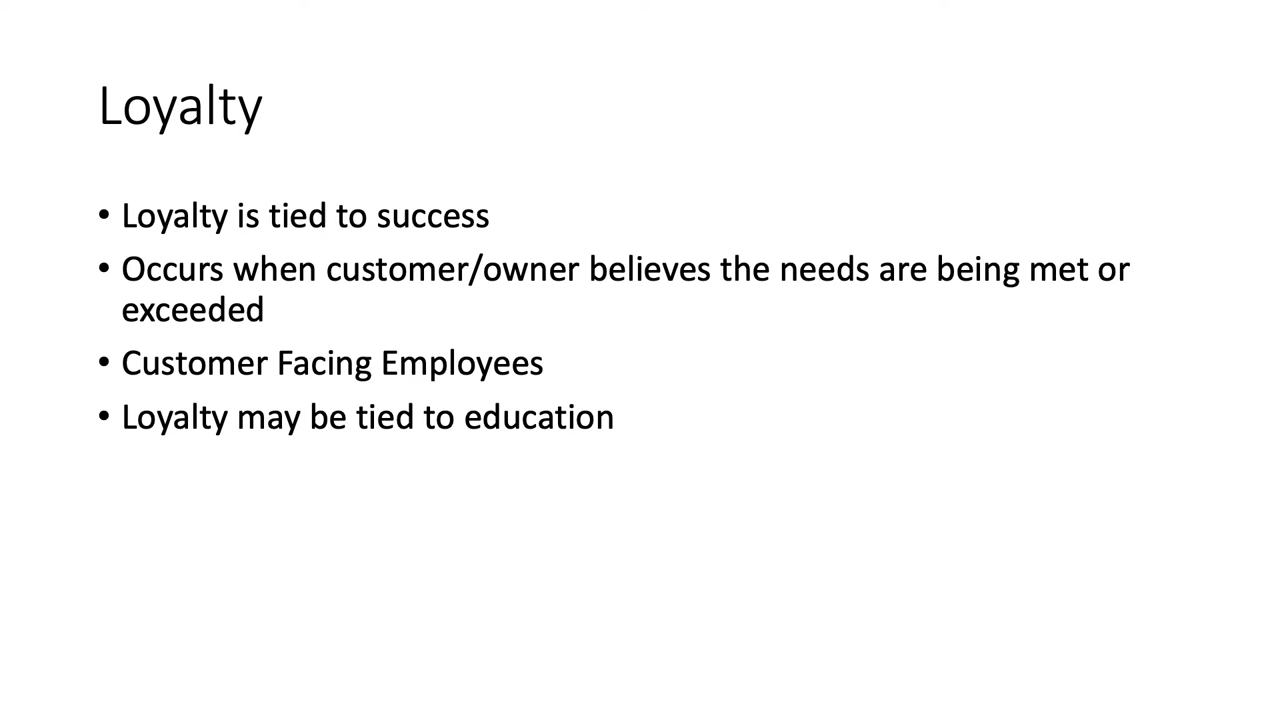 Loyalty
• Loyalty is tied to success
• Occurs when customer/owner believes the needs are being met or
exceeded
• Customer Facing Employees
• Loyalty may be tied to education